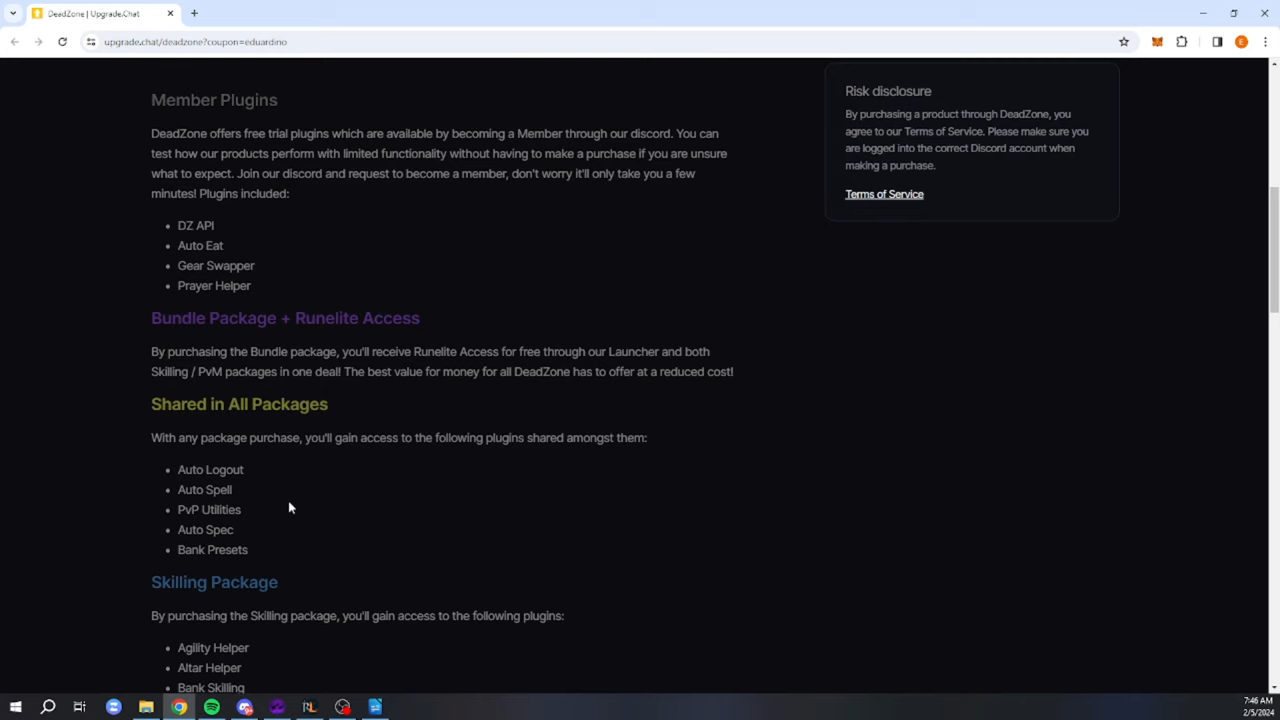 DeadZone | Upgrade.Chat
upgrade.chat/deadzone?coupon=eduardino
E
Member Plugins
DeadZone offers free trial plugins which are available by becoming a Member through our discord. You can
test how our products perform with limited functionality without having to make a purchase if you are unsure
what to expect. Join our discord and request to become a member, don't worry it'll only take you a few
minutes! Plugins included:
• DZ API
• Auto Eat
• Gear Swapper
• Prayer Helper
Bundle Package + Runelite Access
By purchasing the Bundle package, you'll receive Runelite Access for free through our Launcher and both
Skilling / PvM packages in one deal! The best value for money for all DeadZone has to offer at a reduced cost!
Shared in All Packages
With any package purchase, you'll gain access to the following plugins shared amongst them:
• Auto Logout
• Auto Spell
• PvP Utilities
• Auto Spec
• Bank Presets
Skilling Package
By purchasing the Skilling package, you'll gain access to the following plugins:
• Agility Helper
• Altar Helper
• Bank Skilling
Risk disclosure
By purchasing a product through DeadZone, you
agree to our Terms of Service. Please make sure you
are logged into the correct Discord account when
making a purchase.
Terms of Service
7:46 AM
2/5/2024